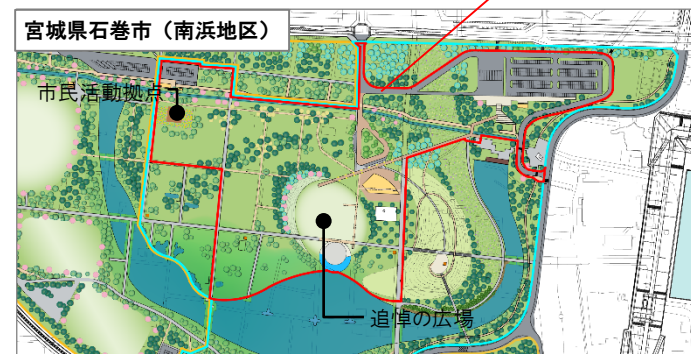 宮城県石巻市（南浜地区）
市民活動拠点
追悼の広場